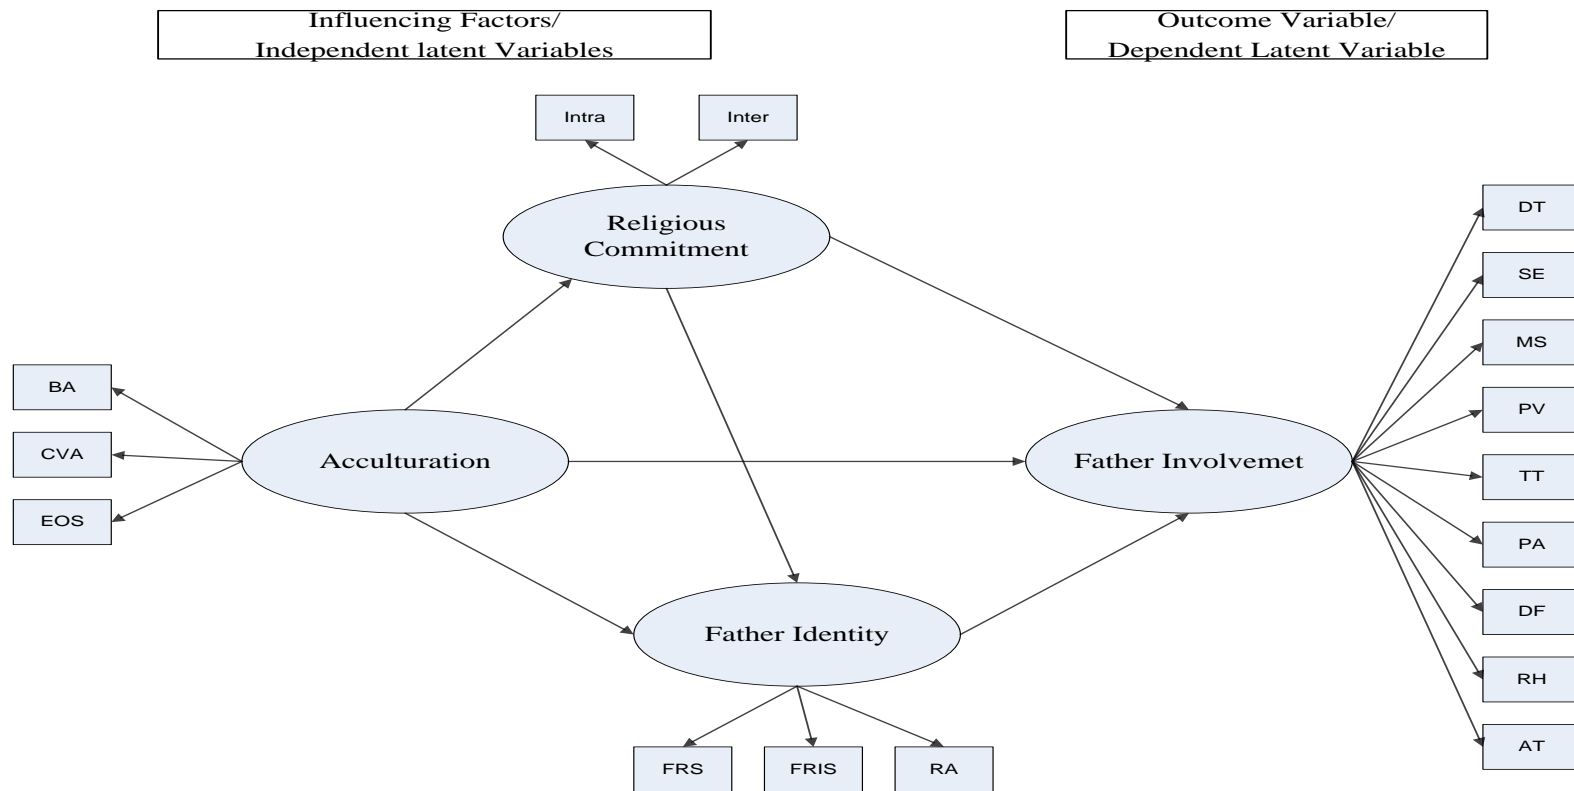 Influencing Factors/
Independent latent Variables
Outcome Variable/
Dependent Latent Variable
Intra
Inter
Religious
Commitment
DT
SE
MS
PV
TT
PA
DF
RH
AT
BA
CVA
EOS
Acculturation
Father Involvemet
Father Identity
FRS
FRIS
RA